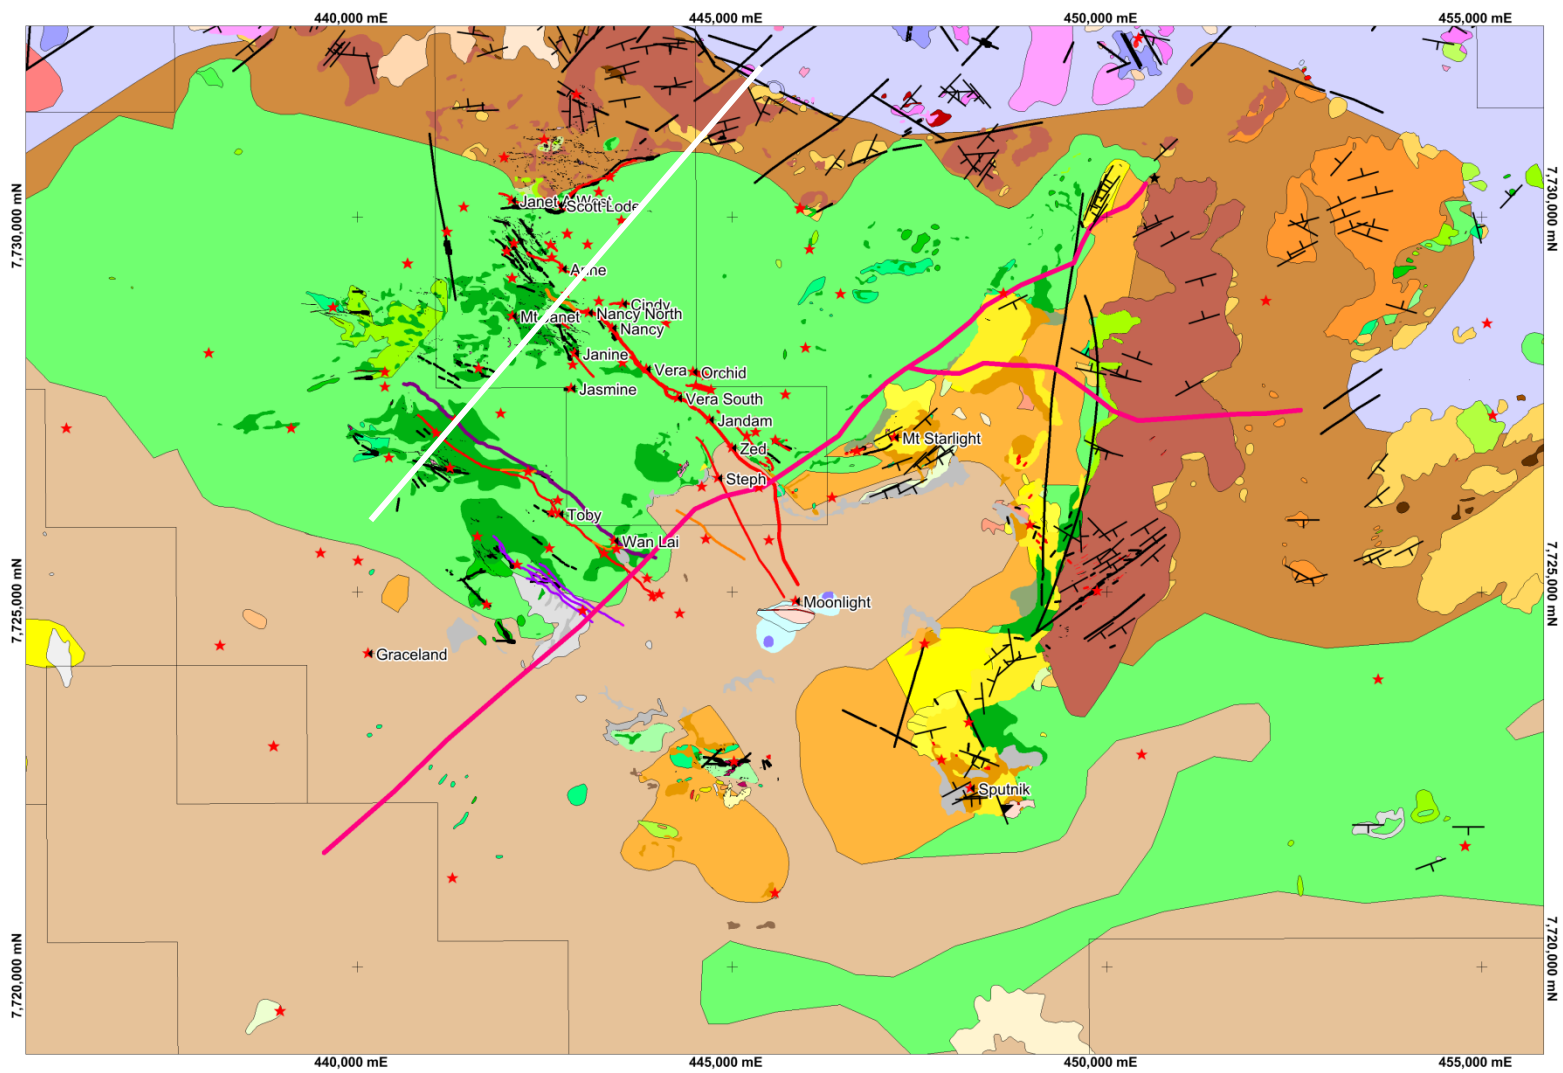 440,000 mE
445,000 mE
450,000 mE
455,000 mE
7,730,000 mN
7,730,000 mN
Janet A West
Scott Lode
Anne
Cindy
Nancy North
Mt Janet
Nancy
Janine
Vera
Orchid
Jasmine
Vera South
Jandam
Mt Starlight
Zed
Steph
Toby
Wan Lai
7,725,000 mN
7,725,000 mN
Moonlight
Graceland
Sputnik
7,720,000 mN
7,720,000 mN
440,000 mE
445,000 mE
450,000 mE
455,000 mE